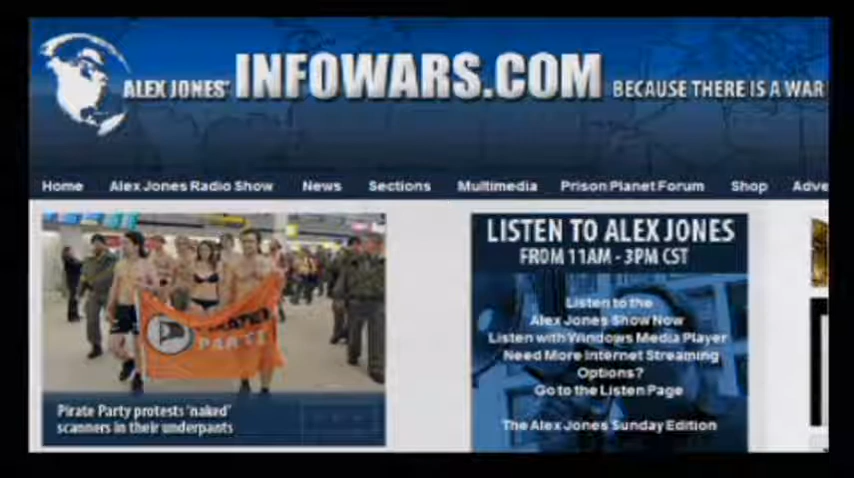 ALEX JONES' INFOWARS.COM BECAUSE THERE IS A WAR
Home Alex Jones Radio Show News Sections Multimedia Prison Planet Forum Shop Adve
LISTEN TO ALEX JONES
FROM 11AM - 3PM CST
Listen to the
Alex Jones Show Now
Listen with Windows Media Player
Need More Internet Streaming
Options?
Go to the Listen Page
The Alex Jones Sunday Edition
PIRATEN
PARTEI
Pirate Party protests 'naked'
scanners in their underpants